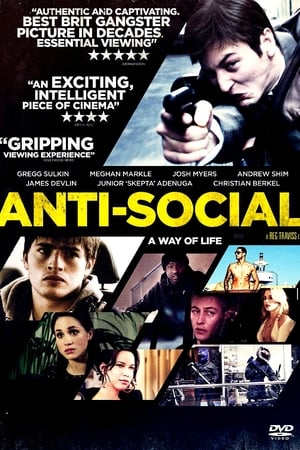 "AUTHENTIC AND CAPTIVATING.
BEST BRIT GANGSTER
PICTURE IN DECADES.
ESSENTIAL VIEWING"
"AN EXCITING,
INTELLIGENT
PIECE OF CINEMA"
"GRIPPING
VIEWING EXPERIENCE"
GREGG SULKIN MEGHAN MARKLE JOSH MYERS ANDREW SHIM
JAMES DEVLIN JUNIOR 'SKEPTA' ADENUGA CHRISTIAN BERKEL
ANTI-SOCIAL
A WAY OF LIFE
REG TRAVISS
DVD